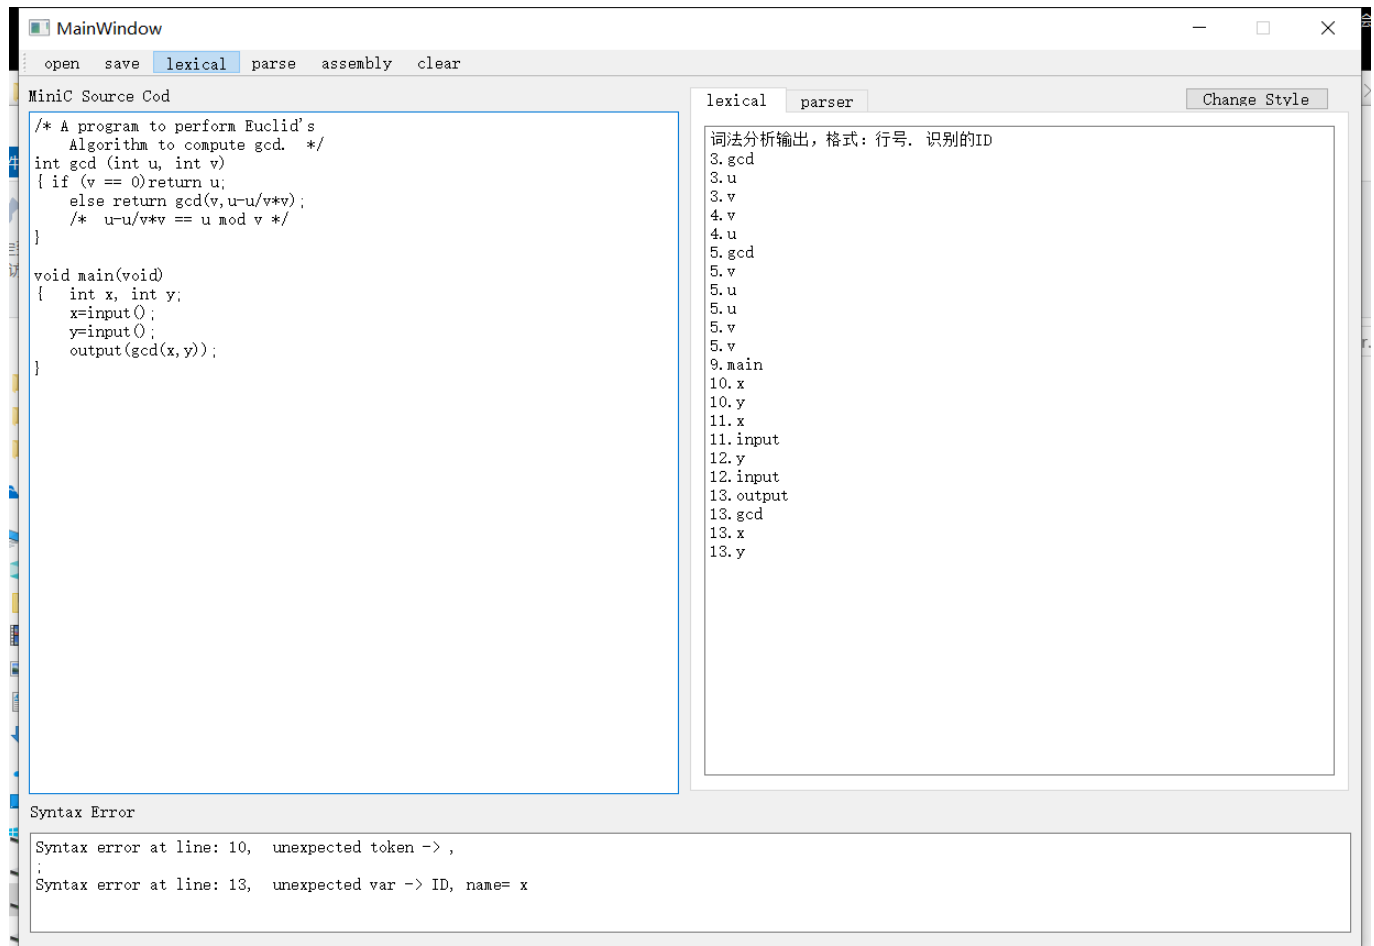 MainWindow
open save lexical parse assembly clear
MiniC Source Cod
/* A program to perform Euclid's
Algorithm to compute gcd. */
int gcd (int u, int v)
{ if (v == 0)return u;
else return gcd(v,u-u/v*v);
/* u-u/v*v == u mod v */
}
void main(void)
{ int x, int y;
x=input();
y=input();
output(gcd(x,y));
}
lexical parser Change Style
词法分析输出，格式：行号. 识别的ID
3.gcd
3.u
3.v
4.v
4.u
5.gcd
5.v
5.u
5.u
5.v
5.v
9.main
10.x
10.y
11.x
11.input
12.y
12.input
13.output
13.gcd
13.x
13.y
Syntax Error
Syntax error at line: 10, unexpected token -> ,
;
Syntax error at line: 13, unexpected var -> ID, name= x